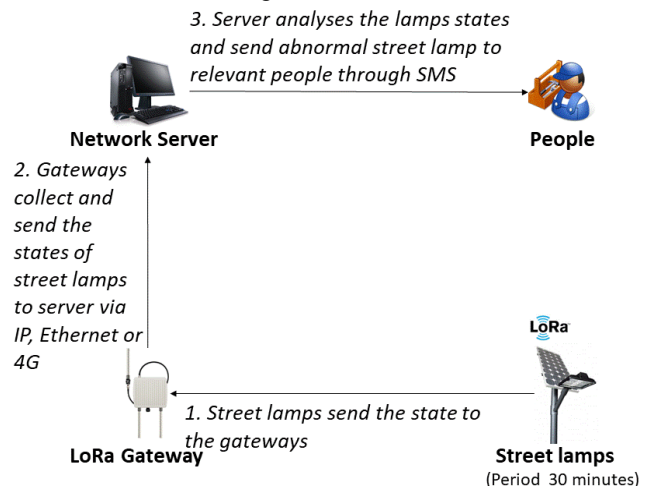 3. Server analyses the lamps states
and send abnormal street lamp to
relevant people through SMS
Network Server
People
2. Gateways
collect and
send the
states of
street lamps
to server via
IP, Ethernet or
4G
LoRa
1. Street lamps send the state to
the gateways
LoRa Gateway
Street lamps
(Period 30 minutes)